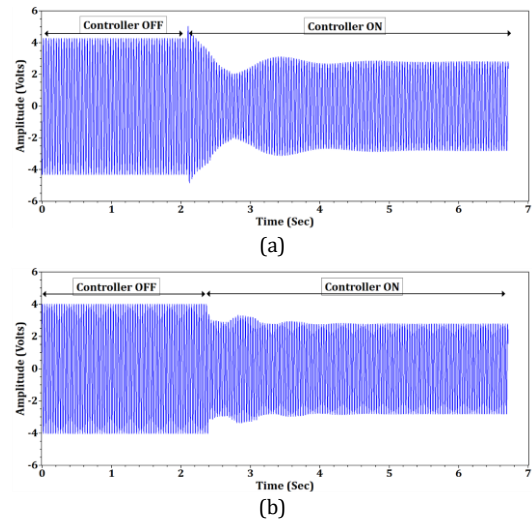 Controller OFF
Controller ON
Amplitude (Volts)
6
4
2
0
-2
-4
-6
0 1 2 3 4 5 6 7
Time (Sec)
(a)
Controller OFF
Controller ON
Amplitude (Volts)
6
4
2
0
-2
-4
-6
0 1 2 3 4 5 6 7
Time (Sec)
(b)